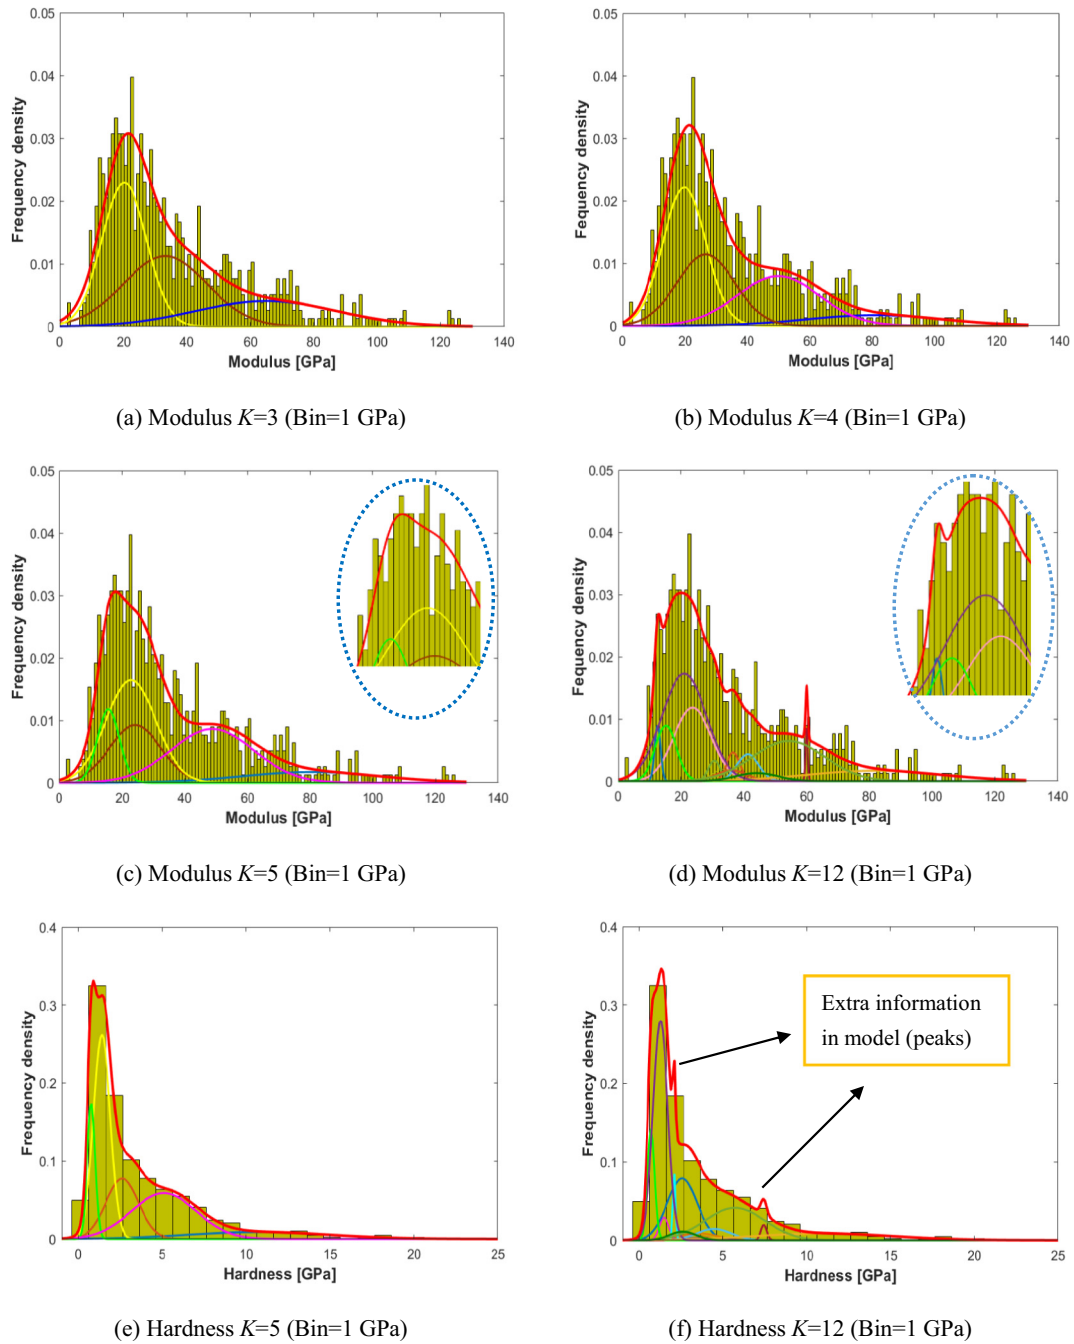 0.05
0.04
0.03
0.02
0.01
0
Frequency density
0 20 40 60 80 100 120 140
Modulus [GPa]
(a) Modulus K=3 (Bin=1 GPa)
0.05
0.04
0.03
0.02
0.01
0
Frequency density
0 20 40 60 80 100 120 140
Modulus [GPa]
(b) Modulus K=4 (Bin=1 GPa)
0.05
0.04
0.03
0.02
0.01
0
Frequency density
0 20 40 60 80 100 120 140
Modulus [GPa]
(c) Modulus K=5 (Bin=1 GPa)
0.05
0.04
0.03
0.02
0.01
0
Fequency density
0 20 40 60 80 100 120 140
Modulus [GPa]
(d) Modulus K=12 (Bin=1 GPa)
0.4
0.3
0.2
0.1
0
Frequency density
0 5 10 15 20 25
Hardness [GPa]
(e) Hardness K=5 (Bin=1 GPa)
0.4
0.3
0.2
0.1
0
Frequency density
Extra information
in model (peaks)
0 5 10 15 20 25
Hardness [GPa]
(f) Hardness K=12 (Bin=1 GPa)